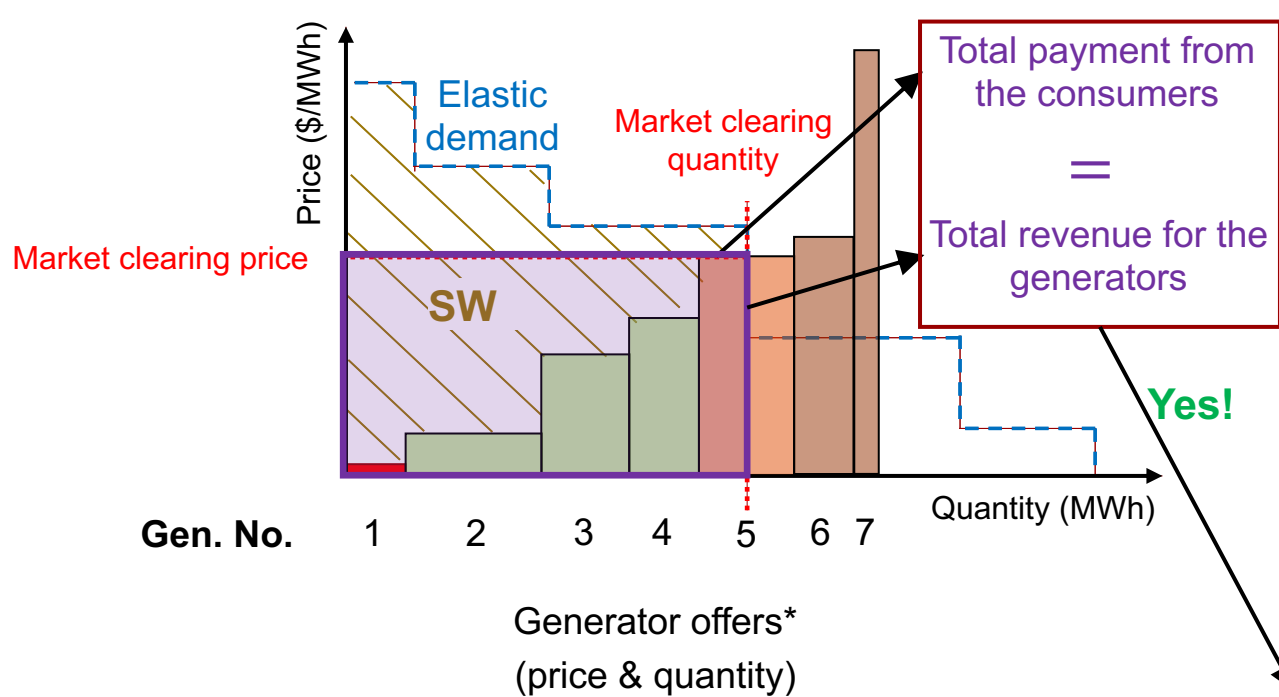 Price ($/MWh)
Elastic
demand
Market clearing
quantity
Total payment from
the consumers
=
Total revenue for the
generators
Market clearing price
SW
Yes!
Quantity (MWh)
Gen. No. 1 2 3 4 5 6 7
Generator offers*
(price & quantity)